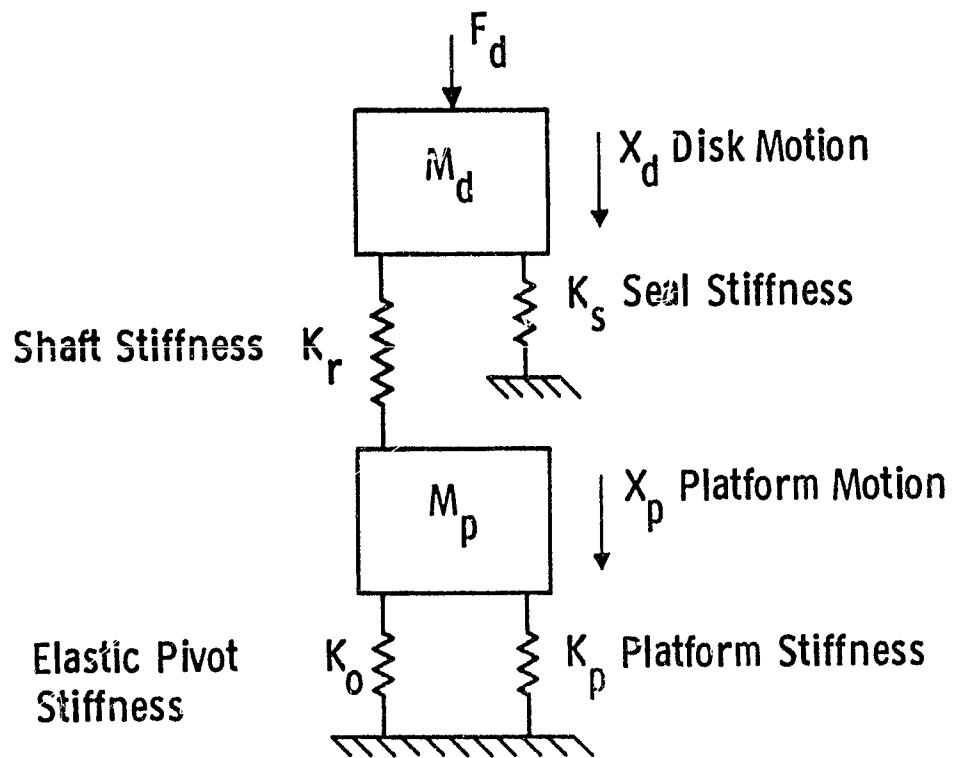 F_d
M_d
X_d Disk Motion
K_s Seal Stiffness
Shaft Stiffness K_r
M_p
X_p Platform Motion
Elastic Pivot
Stiffness
K_o
K_p Platform Stiffness